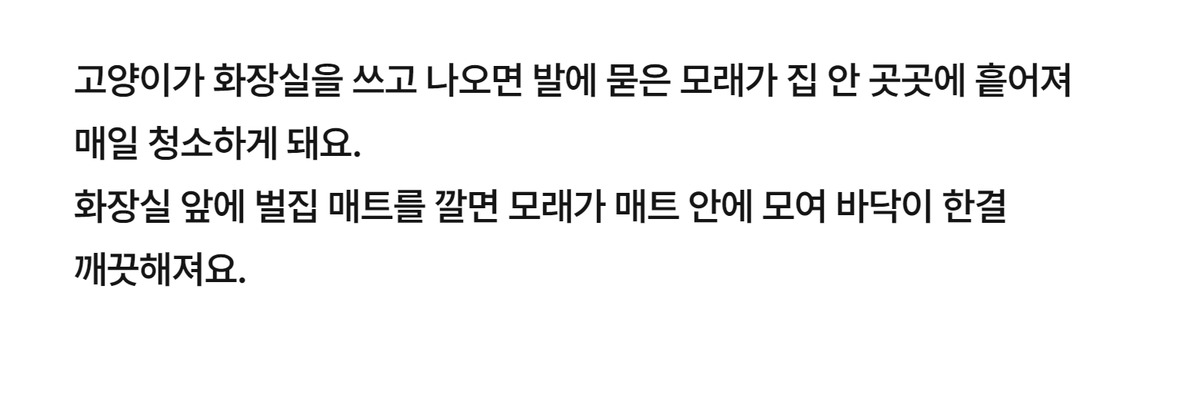 고양이가 화장실을 쓰고 나오면 발에 묻은 모래가 집 안 곳곳에 흩어져
매일 청소하게 돼요.
화장실 앞에 벌집 매트를 깔면 모래가 매트 안에 모여 바닥이 한결
깨끗해져요.